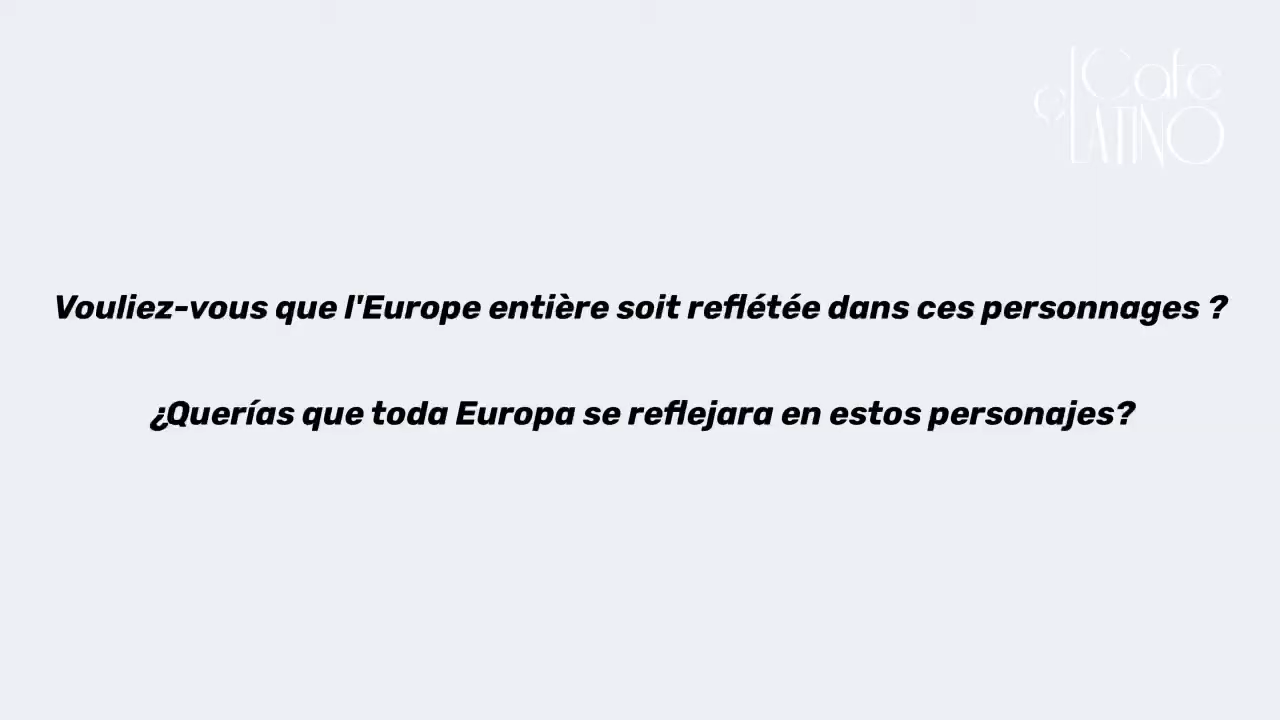 Cafe
LATINO
Vouliez-vous que l'Europe entière soit reflétée dans ces personnages ?
¿Querías que toda Europa se reflejara en estos personajes?